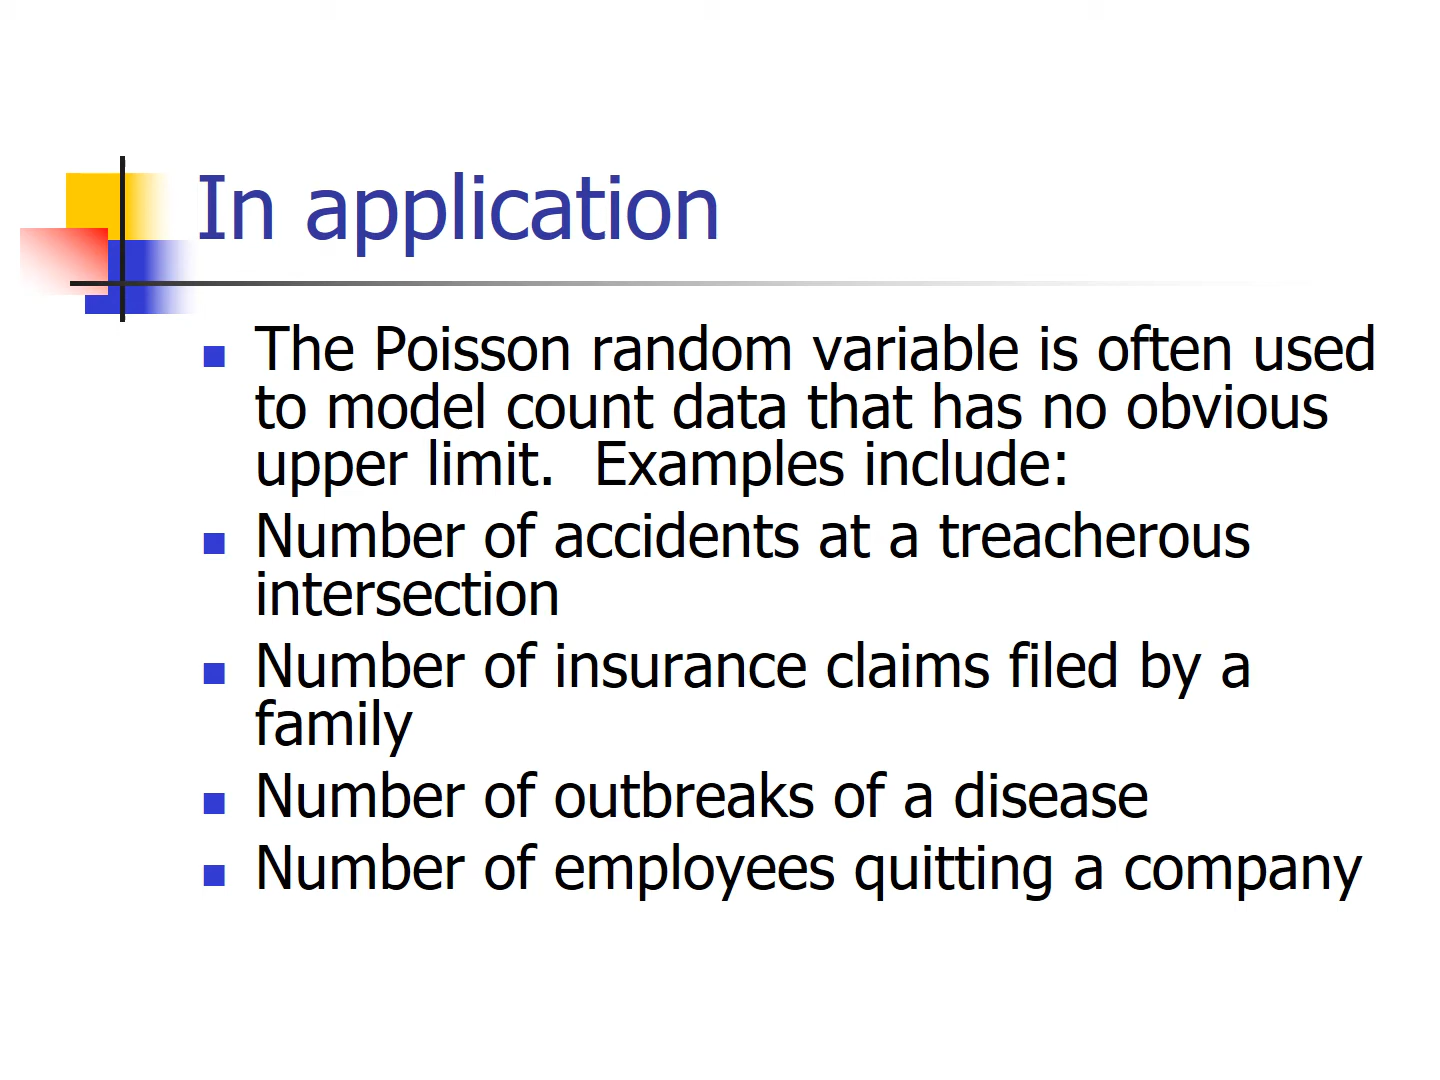 In application
The Poisson random variable is often used
to model count data that has no obvious
upper limit.  Examples include:
Number of accidents at a treacherous
intersection
Number of insurance claims filed by a
family
Number of outbreaks of a disease
Number of employees quitting a company